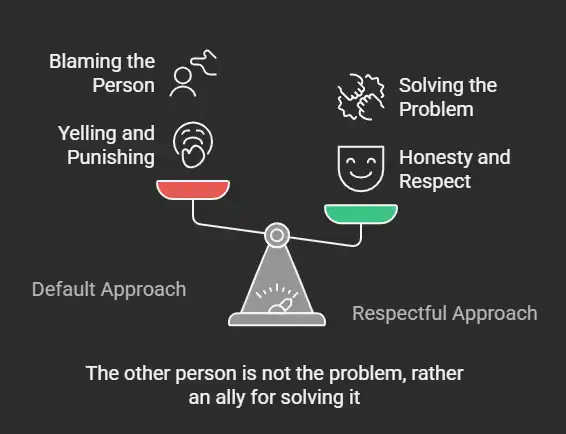 Blaming the
Person
Yelling and
Punishing
Solving the
Problem
Honesty and
Respect
Default Approach
Respectful Approach
The other person is not the problem, rather
an ally for solving it